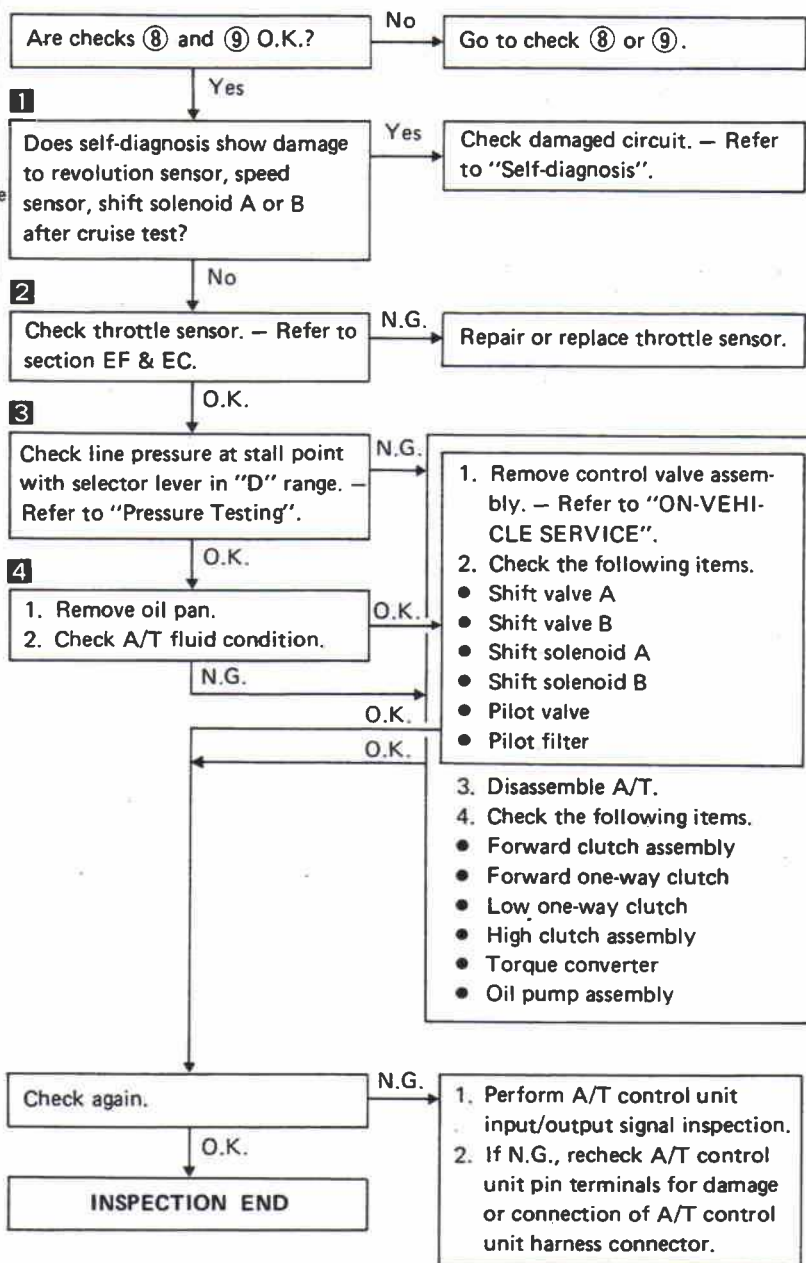 Are checks ⑧ and ⑨ O.K.?
No
Go to check ⑧ or ⑨.
Yes
1
Does self-diagnosis show damage
to revolution sensor, speed
sensor, shift solenoid A or B
after cruise test?
Yes
Check damaged circuit. — Refer
to "Self-diagnosis".
No
2
Check throttle sensor. — Refer to
section EF & EC.
N.G.
Repair or replace throttle sensor.
O.K.
3
Check line pressure at stall point
with selector lever in "D" range. —
Refer to "Pressure Testing".
N.G.
O.K.
4
1. Remove oil pan.
2. Check A/T fluid condition.
O.K.
N.G.
O.K.
O.K.
1. Remove control valve assem-
bly. — Refer to "ON-VEHI-
CLE SERVICE".
2. Check the following items.
● Shift valve A
● Shift valve B
● Shift solenoid A
● Shift solenoid B
● Pilot valve
● Pilot filter
3. Disassemble A/T.
4. Check the following items.
● Forward clutch assembly
● Forward one-way clutch
● Low one-way clutch
● High clutch assembly
● Torque converter
● Oil pump assembly
Check again.
N.G.
1. Perform A/T control unit
input/output signal inspection.
2. If N.G., recheck A/T control
unit pin terminals for damage
or connection of A/T control
unit harness connector.
O.K.
INSPECTION END